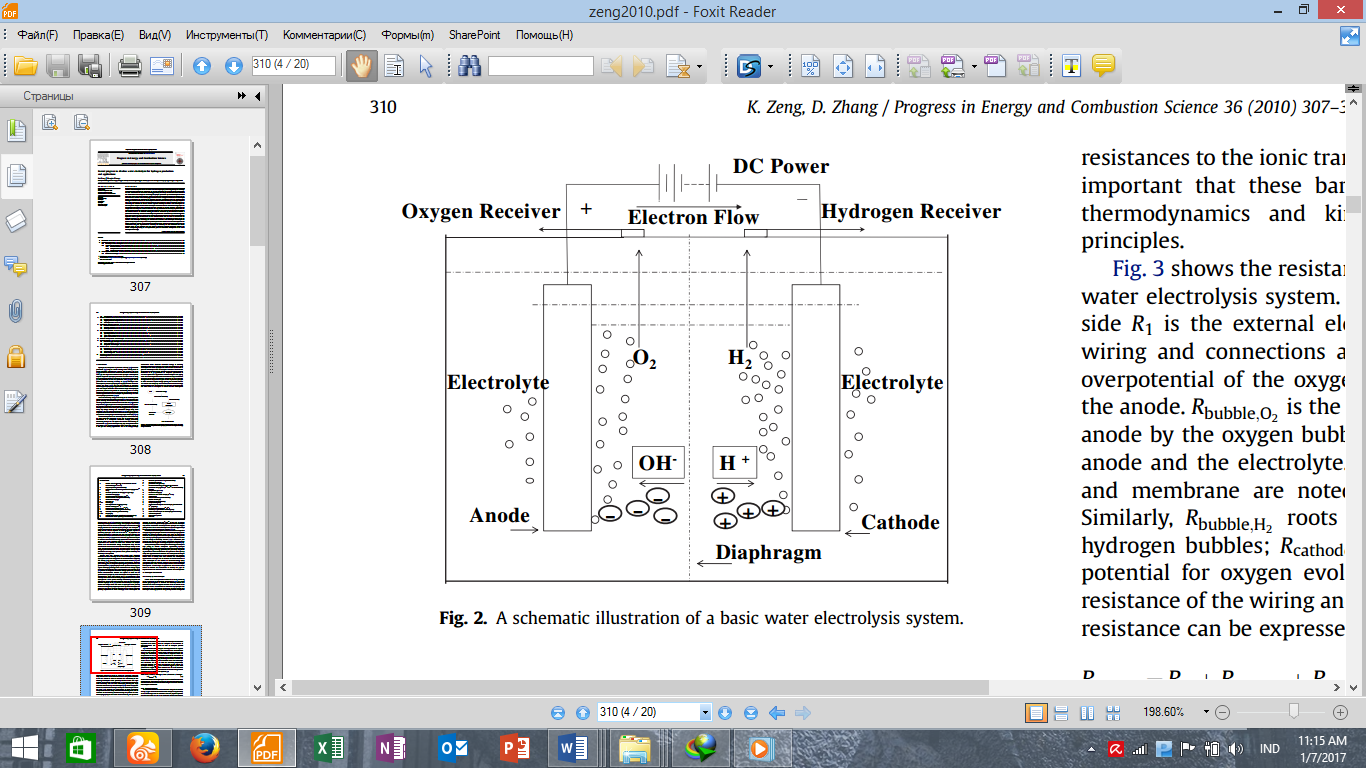 zeng2010.pdf - Foxit Reader
Файл(F) Правка(E) Вид(V) Инструменты(T) Комментарии(C) Формы(m) SharePoint Помощь(H)
310 (4 / 20)
Страницы
307
308
309
310
K. Zeng, D. Zhang / Progress in Energy and Combustion Science 36 (2010) 307–3
DC Power
Oxygen Receiver + Electron Flow – Hydrogen Receiver
O2 H2
Electrolyte Electrolyte
OH- H +
Anode Cathode
Diaphragm
Fig. 2. A schematic illustration of a basic water electrolysis system.
resistances to the ionic tran
important that these bar
thermodynamics and ki
principles.
Fig. 3 shows the resistan
water electrolysis system.
side R1 is the external ele
wiring and connections a
overpotential of the oxyge
the anode. Rbubble,O2 is the
anode by the oxygen bubb
anode and the electrolyte.
and membrane are noted
Similarly, Rbubble,H2 roots
hydrogen bubbles; Rcathode
potential for oxygen evol
resistance of the wiring an
resistance can be expresse
310 (4 / 20)
198.60%
IND
11:15 AM
1/7/2017